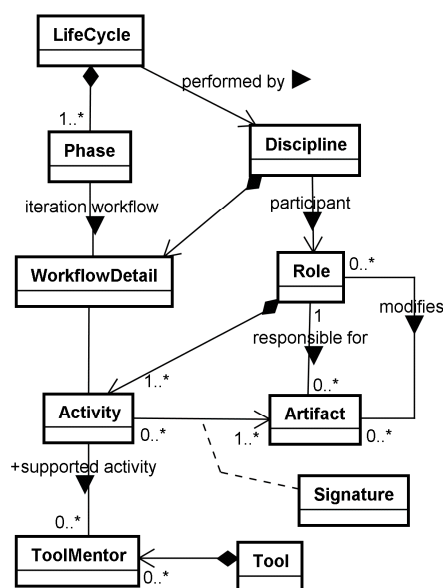 LifeCycle
performed by
1..*
Phase
Discipline
iteration workflow
participant
WorkflowDetail
Role
0..*
1
modifies
responsible for
1..*
0..*
Activity
Artifact
0..*
1..*
0..*
+supported activity
Signature
0..*
ToolMentor
Tool
0..*